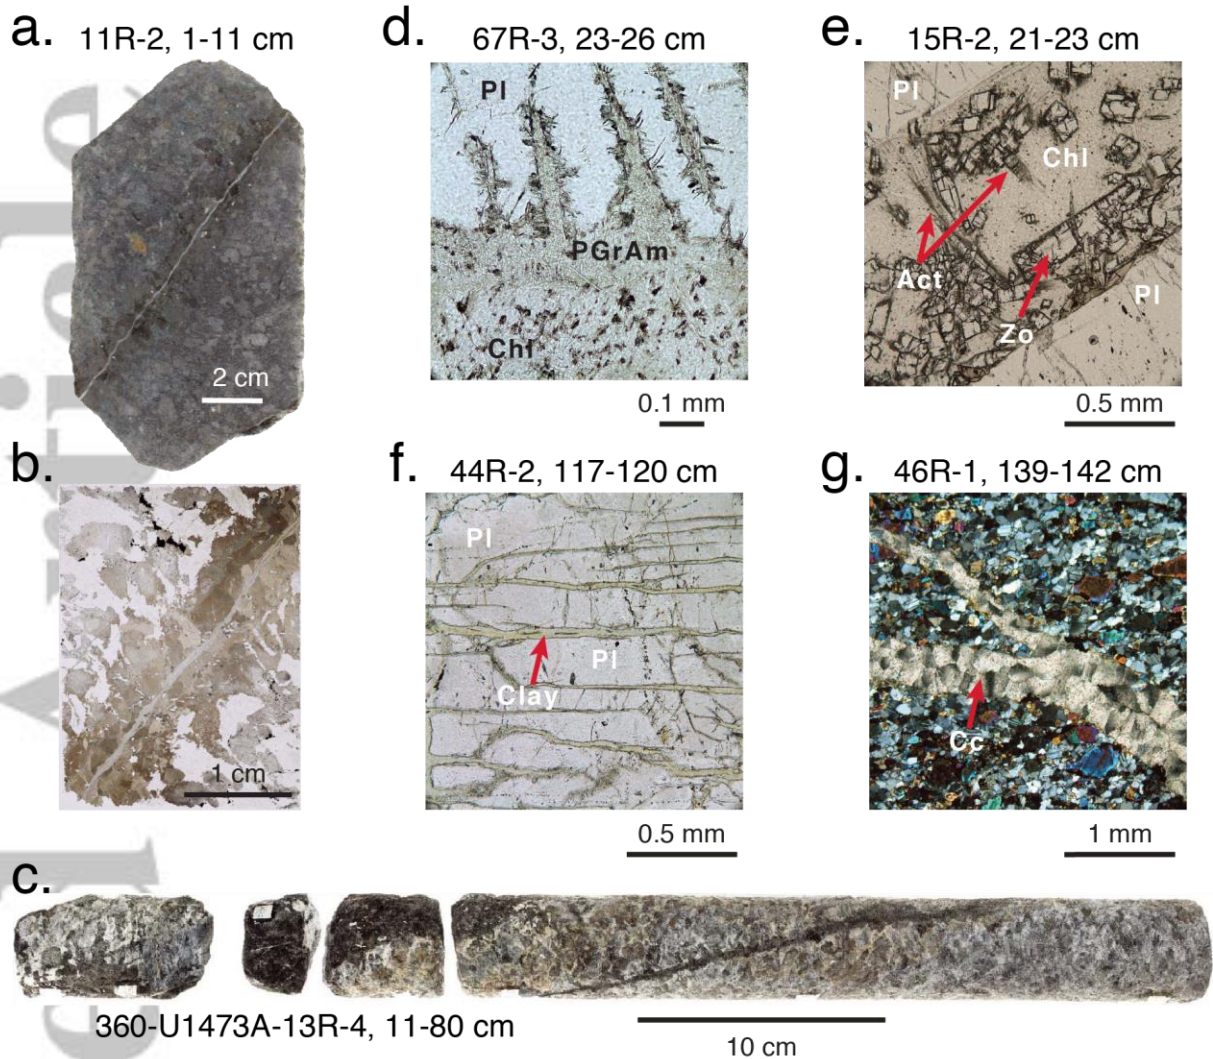 a. 11R-2, 1-11 cm
2 cm
b.
1 cm
d. 67R-3, 23-26 cm
Pl
PGrAm
Chl
0.1 mm
e. 15R-2, 21-23 cm
Pl
Chl
Act
Pl
Zo
0.5 mm
f. 44R-2, 117-120 cm
Pl
Pl
Clay
0.5 mm
g. 46R-1, 139-142 cm
Cc
1 mm
c.
360-U1473A-13R-4, 11-80 cm
10 cm